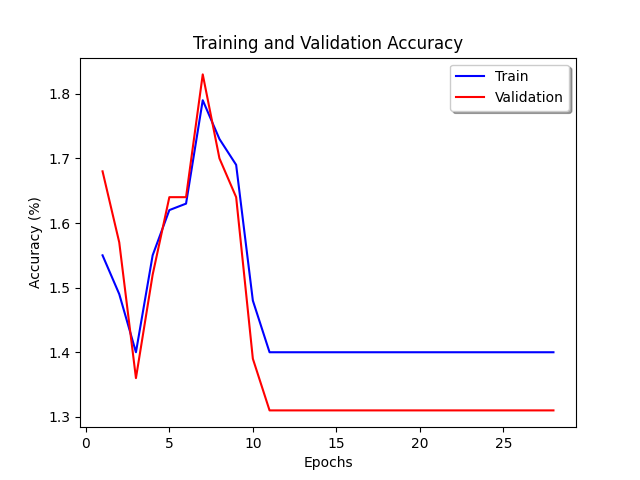 Training and Validation Accuracy
Train
Validation
Accuracy (%)
1.8
1.7
1.6
1.5
1.4
1.3
0 5 10 15 20 25
Epochs